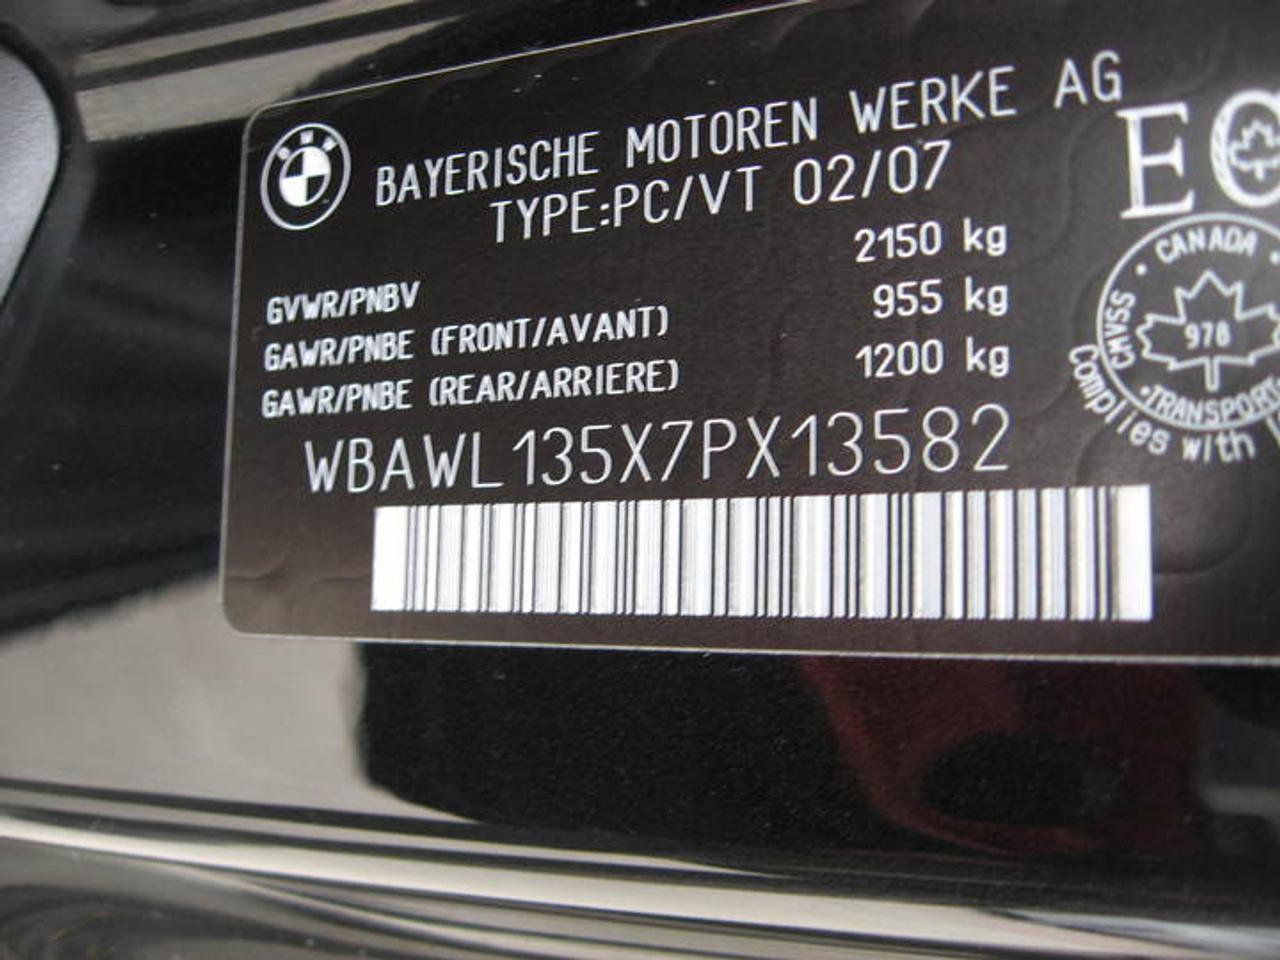 BAYERISCHE MOTOREN WERKE AG
TYPE:PC/VT 02/07
GVWR/PNBV 2150 kg
GAWR/PNBE (FRONT/AVANT) 955 kg
GAWR/PNBE (REAR/ARRIERE) 1200 kg
WBAWL135X7PX13582
E
CANADA
CMVSS
978
TRANSPORT
Complies with